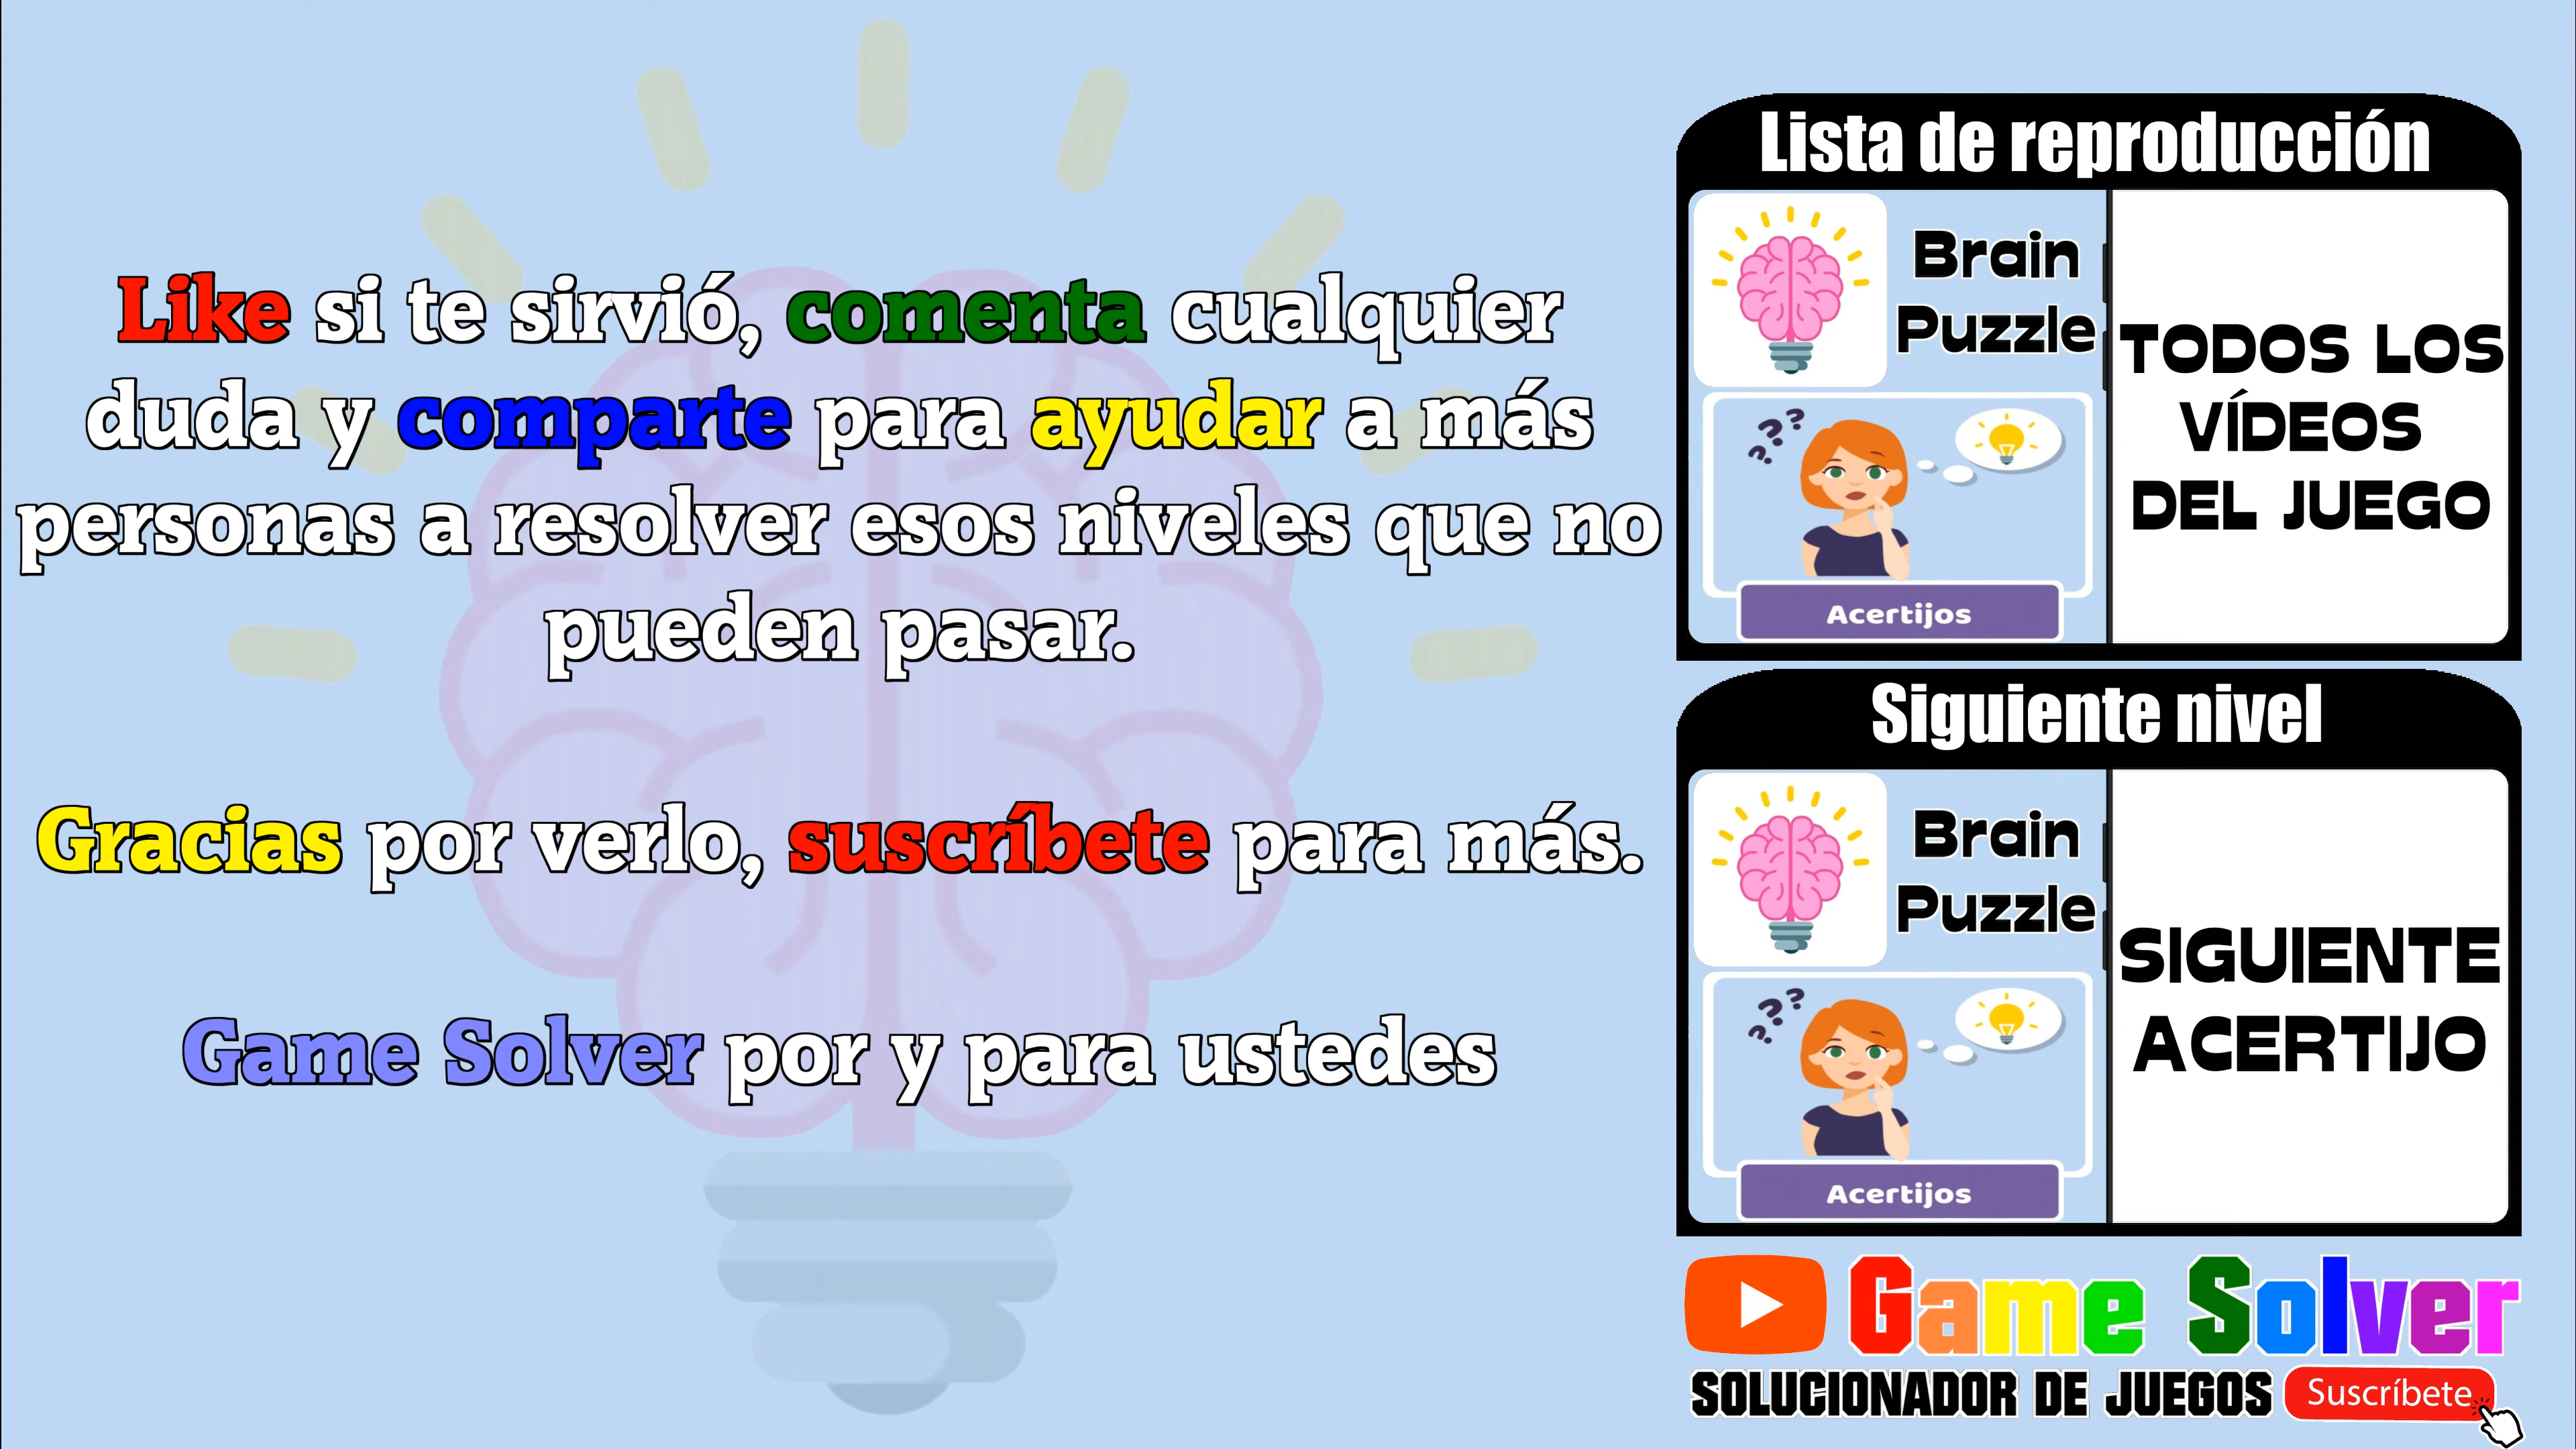 Like si te sirvió, comenta cualquier
duda y comparte para ayudar a más
personas a resolver esos niveles que no
pueden pasar.
Gracias por verlo, suscríbete para más.
Game Solver por y para ustedes
Lista de reproducción
Brain
Puzzle
???
Acertijos
TODOS LOS
VÍDEOS
DEL JUEGO
Siguiente nivel
Brain
Puzzle
???
Acertijos
SIGUIENTE
ACERTIJO
Game Solver
SOLUCIONADOR DE JUEGOS
Suscríbete